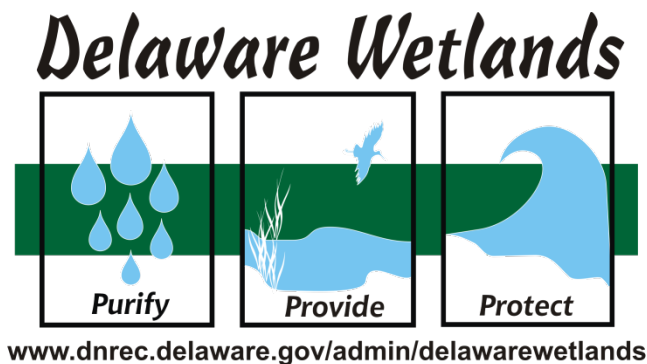 Delaware Wetlands
Purify
Provide
Protect
www.dnrec.delaware.gov/admin/delawarewetlands